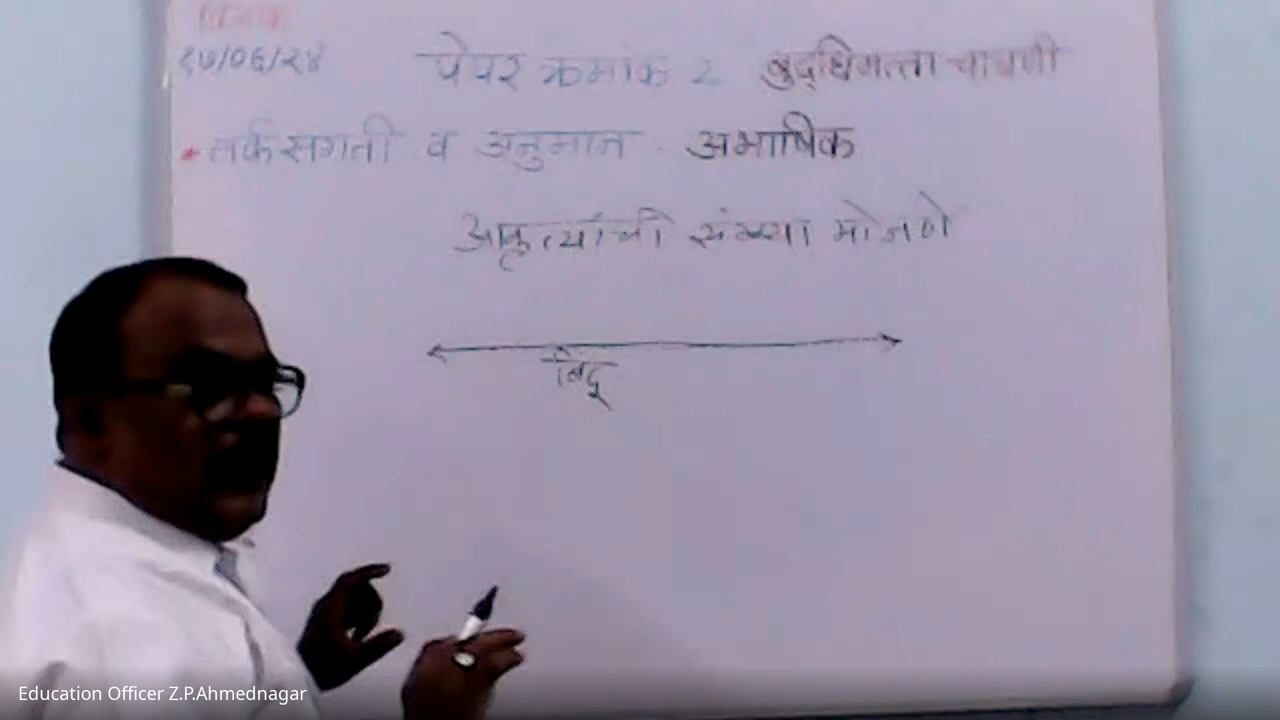 दिनांक
१७/०६/२४
पेपर क्रमांक 2 बुद्धिमत्ता चाचणी
तर्कसंगती व अनुमान - अभाषिक
आकृत्यांची संख्या मोजणे
बिंदू
Education Officer Z.P.Ahmednagar